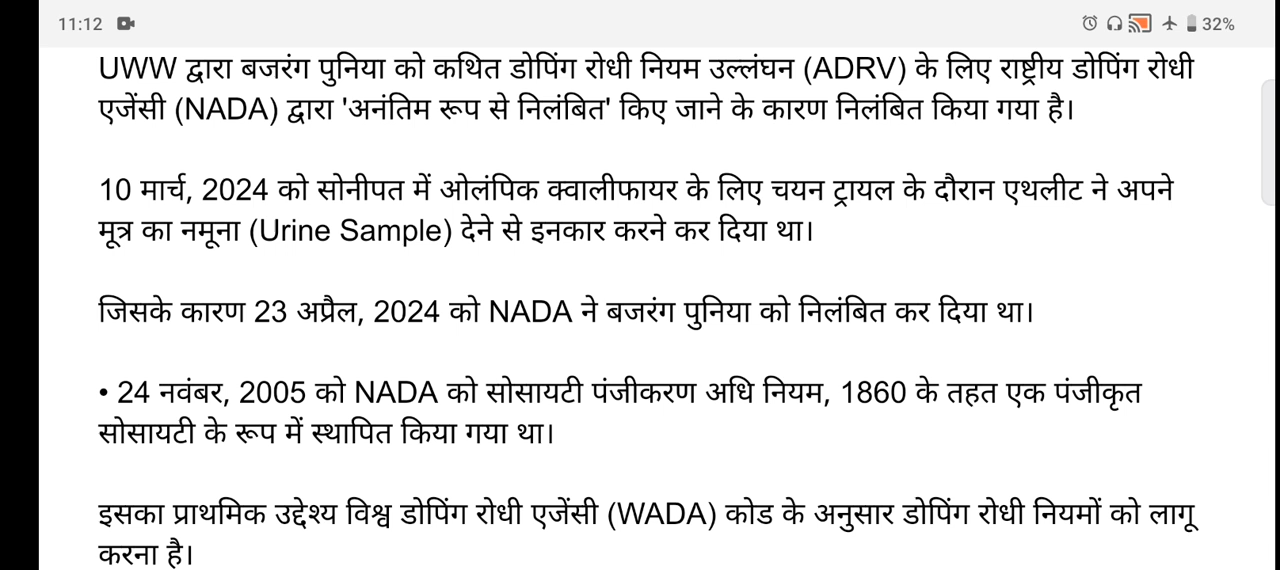 11:12
32%
UWW द्वारा बजरंग पुनिया को कथित डोपिंग रोधी नियम उल्लंघन (ADRV) के लिए राष्ट्रीय डोपिंग रोधी
एजेंसी (NADA) द्वारा 'अनंतिम रूप से निलंबित' किए जाने के कारण निलंबित किया गया है।
10 मार्च, 2024 को सोनीपत में ओलंपिक क्वालीफायर के लिए चयन ट्रायल के दौरान एथलीट ने अपने
मूत्र का नमूना (Urine Sample) देने से इनकार करने कर दिया था।
जिसके कारण 23 अप्रैल, 2024 को NADA ने बजरंग पुनिया को निलंबित कर दिया था।
• 24 नवंबर, 2005 को NADA को सोसायटी पंजीकरण अधि नियम, 1860 के तहत एक पंजीकृत
सोसायटी के रूप में स्थापित किया गया था।
इसका प्राथमिक उद्देश्य विश्व डोपिंग रोधी एजेंसी (WADA) कोड के अनुसार डोपिंग रोधी नियमों को लागू
करना है।